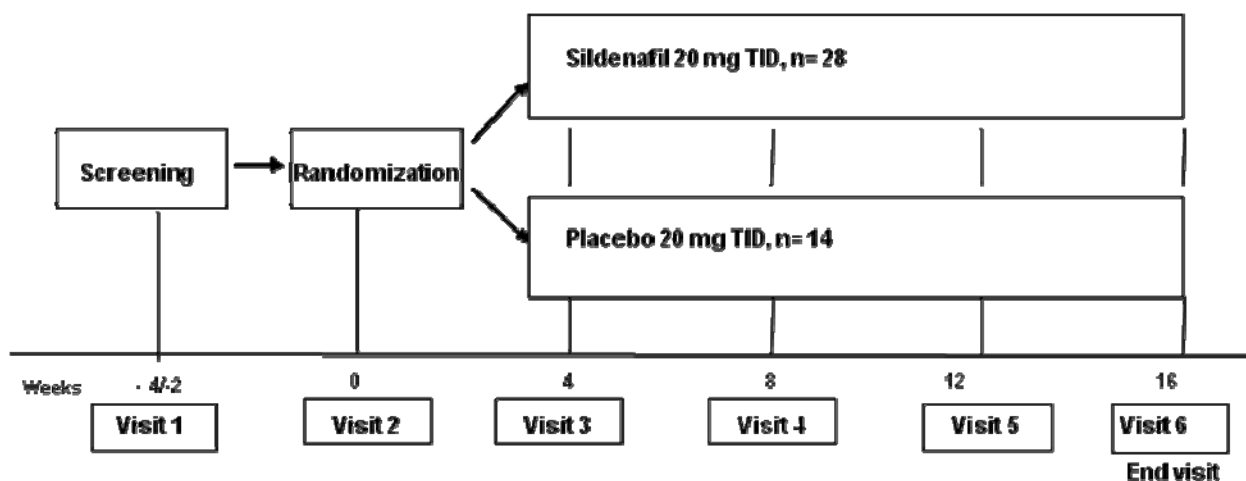 Sildenafil 20 mg TID, n= 28
Screening
Randomization
Placebo 20 mg TID, n= 14
Weeks - 4/-2 0 4 8 12 16
Visit 1 Visit 2 Visit 3 Visit 4 Visit 5 Visit 6
End visit